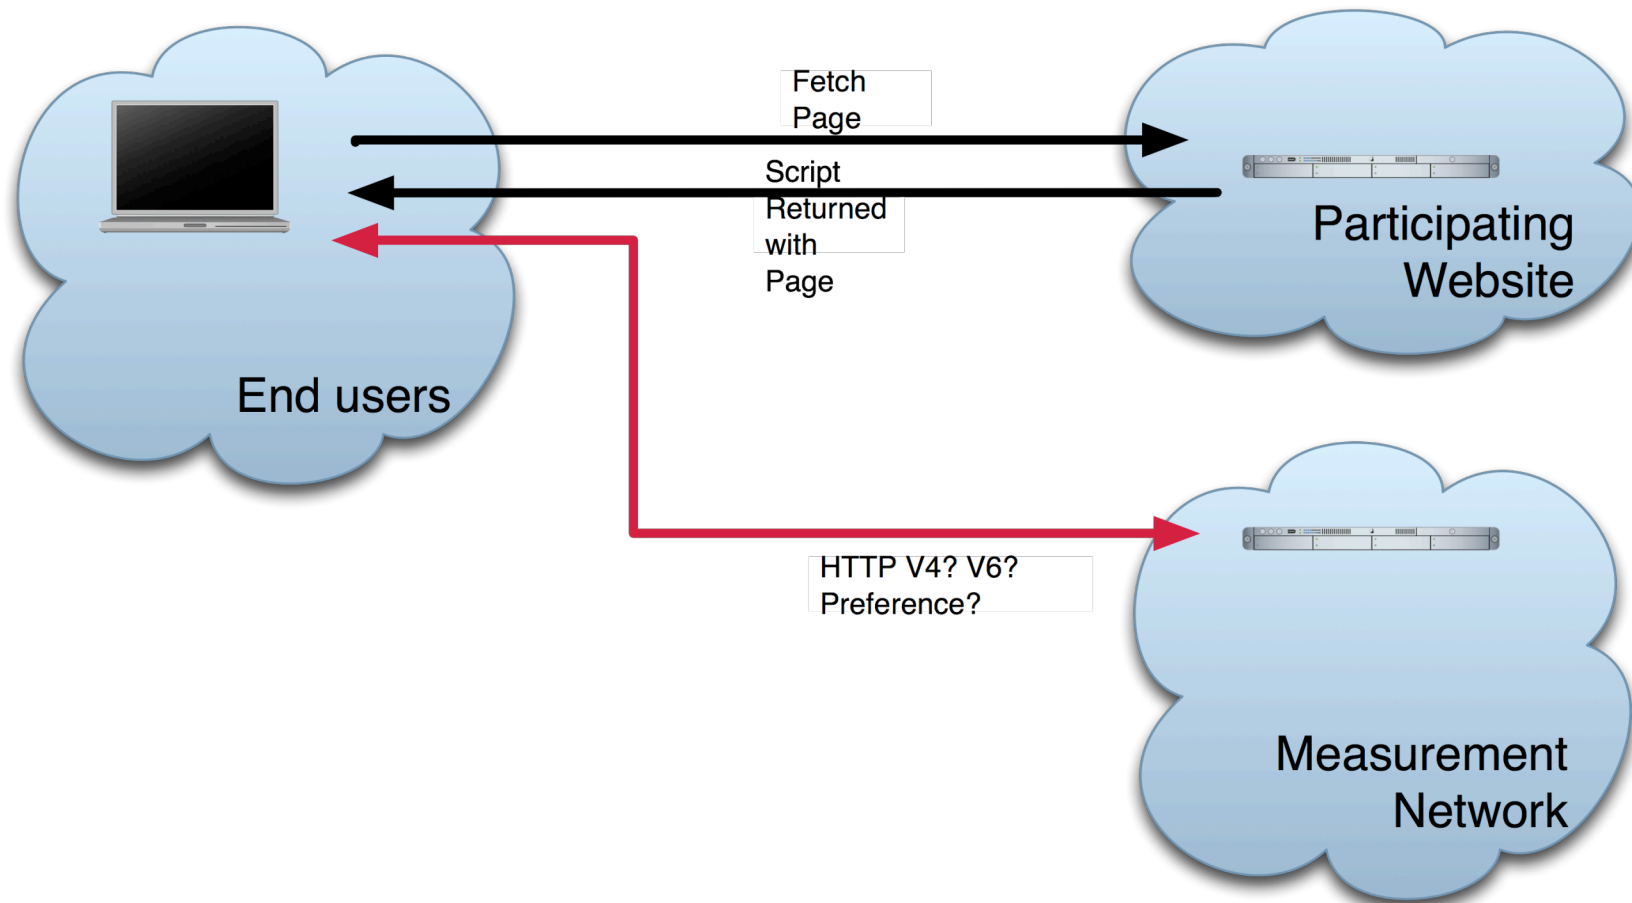 Fetch
Page
Script
Returned
with
Page
Participating
Website
End users
HTTP V4? V6?
Preference?
Measurement
Network